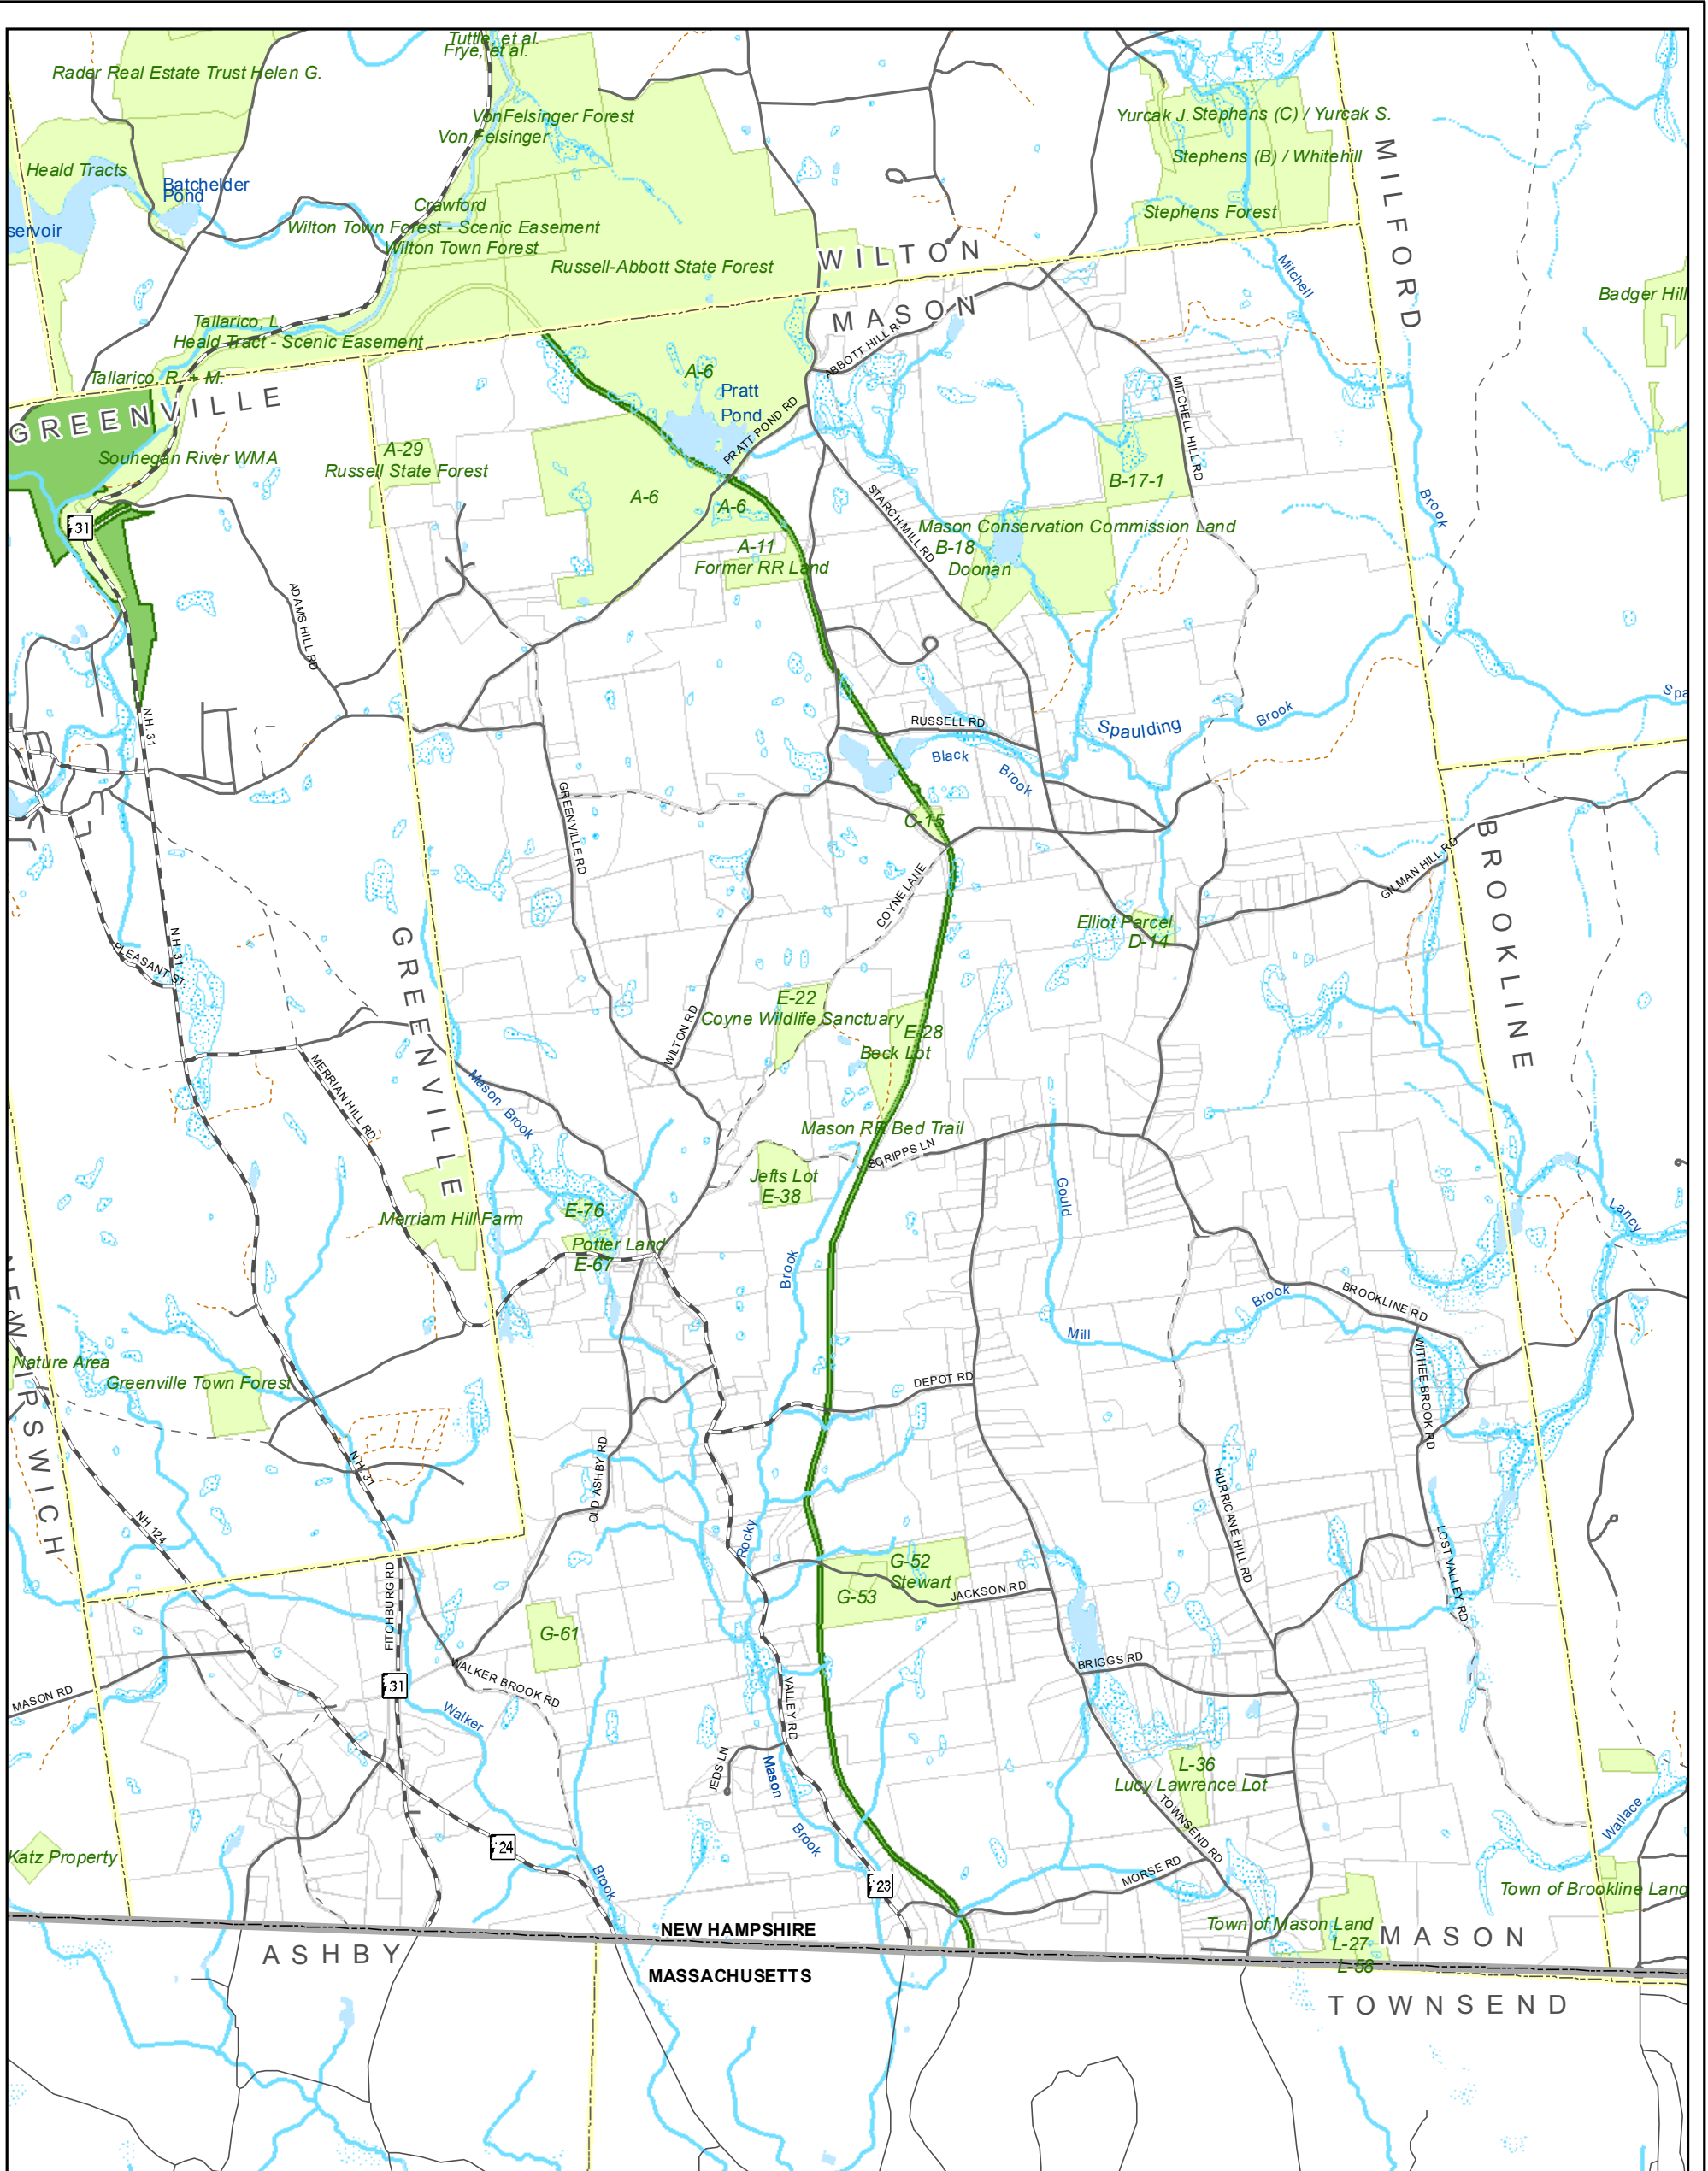 Tuttle, et al.
Frye, et al.
Rader Real Estate Trust Helen G.
VonFelsinger Forest
Von Felsinger
Yurcak J.
Stephens (C) / Yurcak S.
Stephens (B) / Whitehill
Heald Tracts
Batchelder
Pond
Crawford
Stephens Forest
servoir
Wilton Town Forest - Scenic Easement
Wilton Town Forest
Russell-Abbott State Forest
WILTON
MILFORD
Mitchell
Badger Hill
MASON
Tallarico, L.
Heald Tract - Scenic Easement
ABBOTT HILL R
Tallarico, R. + M.
A-6
Pratt
Pond
GREENVILLE
PRATT POND RD
MITCHELL HILL RD
A-29
Russell State Forest
Souhegan River WMA
B-17-1
A-6
A-6
STARCH MILL RD
Brook
31
Mason Conservation Commission Land
A-11
Former RR Land
B-18
Doonan
ADAMS HILL RD
Spa
N.H. 31
RUSSELL RD
Spaulding
Brook
Black
Brook
GREENVILLE RD
C-15
BROOKLINE
GILMAN HILL RD
COYNE LANE
Elliot Parcel
D-14
GREENVILLE
N.H. 31
PLEASANT ST
E-22
Coyne Wildlife Sanctuary
WILTON RD
E-28
Beck Lot
MERRIAN HILL RD
Mason Brook
Mason RR Bed Trail
SCRIPPS LN
Jefts Lot
E-38
Gould
Lancy
Merriam Hill Farm
E-76
Potter Land
E-67
Brook
NEW IPSWICH
Brook
BROOKLINE RD
Mill
Nature Area
Greenville Town Forest
DEPOT RD
WITHEE BROOK RD
N.H. 31
OLD ASHBY RD
HURRICANE HILL RD
NH 124
Rocky
LOST VALLEY RD
G-52
Stewart
FITCHBURG RD
G-53
JACKSON RD
G-61
BRIGGS RD
WALKER BROOK RD
31
MASON RD
VALLEY RD
Walker
L-36
Lucy Lawrence Lot
JEDS LN
Mason
TOWNSEND RD
Wallace
Brook
24
Katz Property
MORSE RD
23
Brook
Town of Brookline Land
NEW HAMPSHIRE
Town of Mason Land
MASON
L-27
ASHBY
L-58
MASSACHUSETTS
TOWNSEND